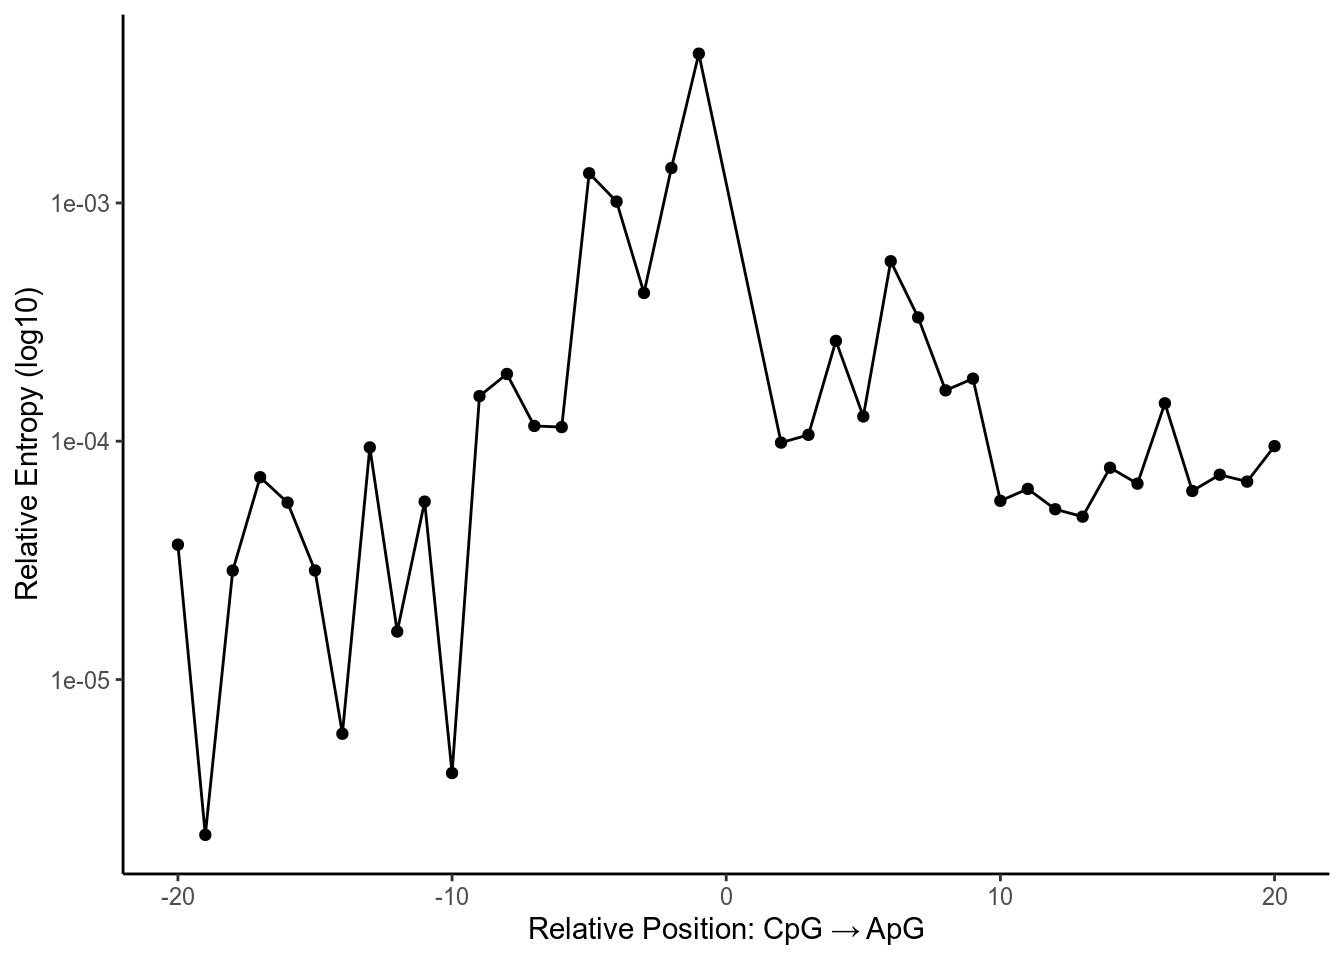 Relative Entropy (log10)
1e-03
1e-04
1e-05
-20 -10 0 10 20
Relative Position: CpG → ApG